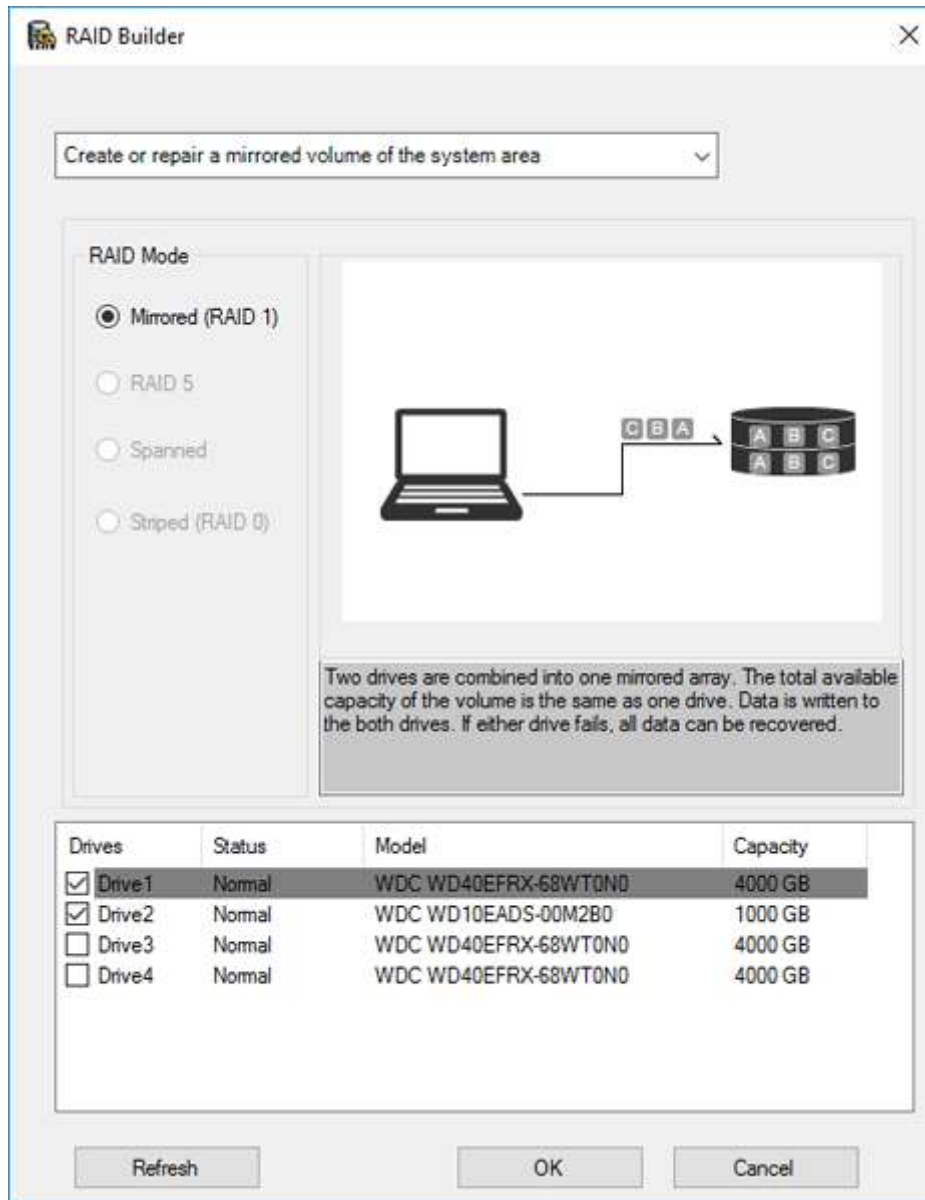 RAID Builder
Create or repair a mirrored volume of the system area
RAID Mode
Mirrored (RAID 1)
RAID 5
Spanned
Striped (RAID 0)
C B A
A B C
A B C
Two drives are combined into one mirrored array. The total available
capacity of the volume is the same as one drive. Data is written to
the both drives. If either drive fails, all data can be recovered.
Drives Status Model Capacity
Drive1 Normal WDC WD40EFRX-68WT0N0 4000 GB
Drive2 Normal WDC WD10EADS-00M2B0 1000 GB
Drive3 Normal WDC WD40EFRX-68WT0N0 4000 GB
Drive4 Normal WDC WD40EFRX-68WT0N0 4000 GB
Refresh OK Cancel